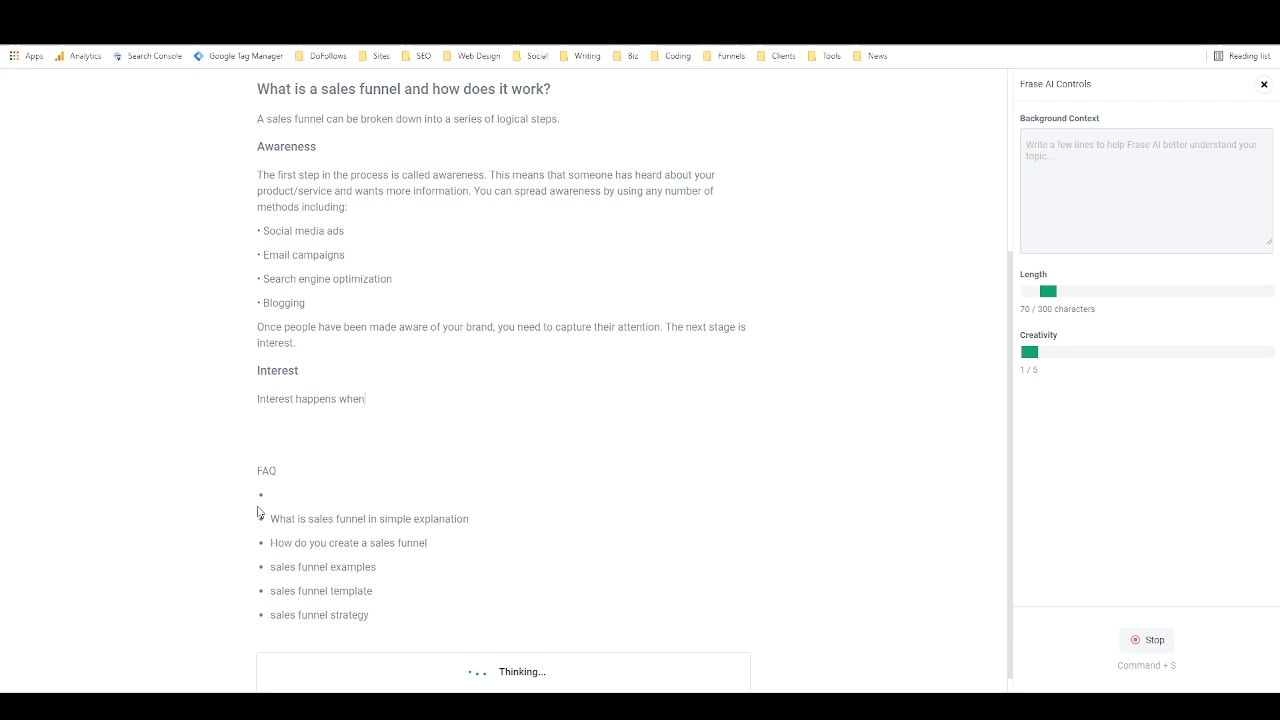 Apps Analytics Search Console Google Tag Manager DoFollows Sites SEO Web Design Social Writing Biz Coding Funnels Clients Tools News Reading list
What is a sales funnel and how does it work?
A sales funnel can be broken down into a series of logical steps.
Awareness
The first step in the process is called awareness. This means that someone has heard about your
product/service and wants more information. You can spread awareness by using any number of
methods including:
• Social media ads
• Email campaigns
• Search engine optimization
• Blogging
Once people have been made aware of your brand, you need to capture their attention. The next stage is
interest.
Interest
Interest happens when
FAQ
•
• What is sales funnel in simple explanation
• How do you create a sales funnel
• sales funnel examples
• sales funnel template
• sales funnel strategy
Thinking...
Frase AI Controls
Background Context
Write a few lines to help Frase AI better understand your
topic...
Length
70 / 300 characters
Creativity
1 / 5
Stop
Command + S